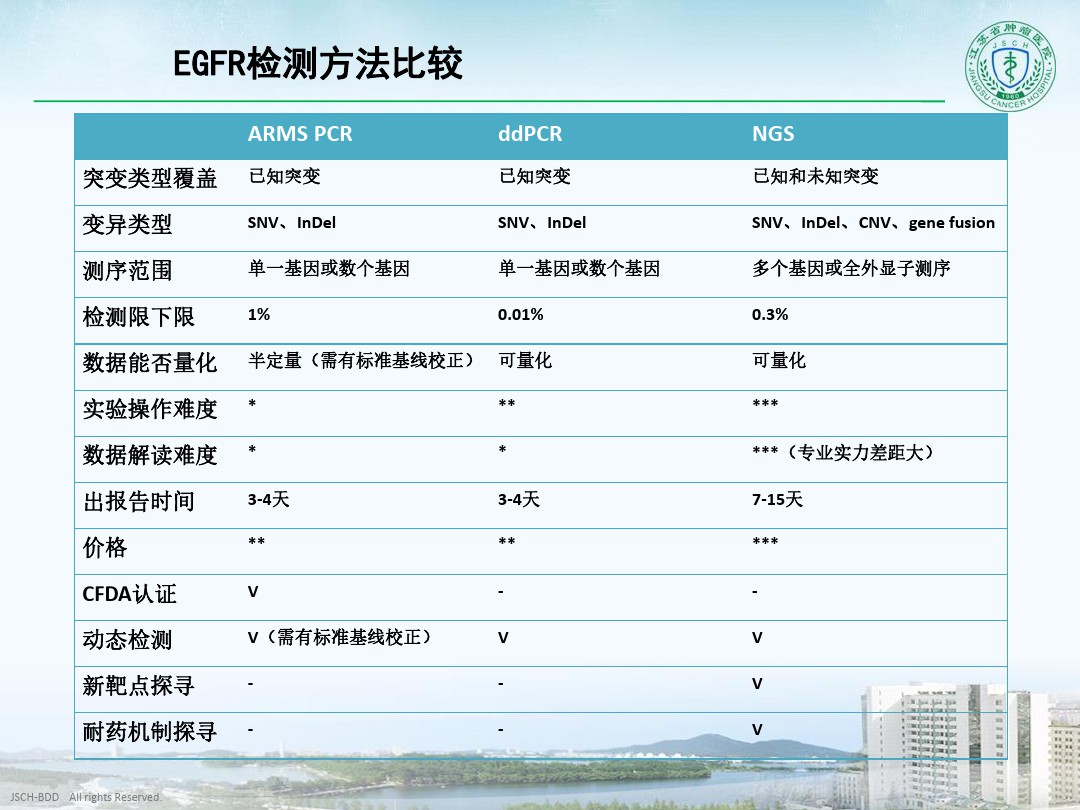 EGFR检测方法比较
江苏省肿瘤医院
JSCH
1960
JIANGSU CANCER HOSPITAL
ARMS PCR ddPCR NGS
突变类型覆盖 已知突变 已知突变 已知和未知突变
变异类型 SNV、InDel SNV、InDel SNV、InDel、CNV、gene fusion
测序范围 单一基因或数个基因 单一基因或数个基因 多个基因或全外显子测序
检测限下限 1% 0.01% 0.3%
数据能否量化 半定量（需有标准基线校正） 可量化 可量化
实验操作难度 * ** ***
数据解读难度 * * ***（专业实力差距大）
出报告时间 3-4天 3-4天 7-15天
价格 ** ** ***
CFDA认证 V - -
动态检测 V（需有标准基线校正） V V
新靶点探寻 - - V
耐药机制探寻 - - V
JSCH-BDD All rights Reserved.